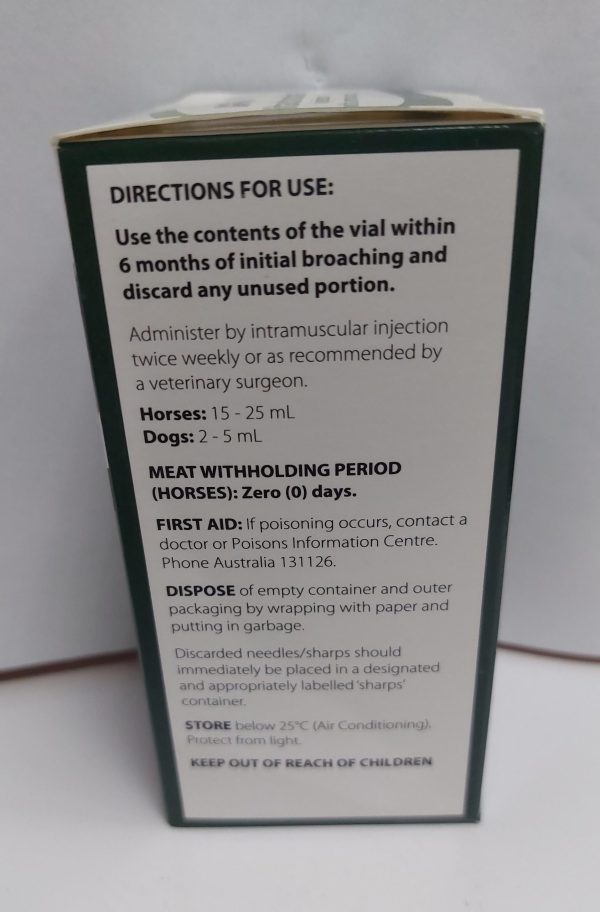 DIRECTIONS FOR USE:
Use the contents of the vial within
6 months of initial broaching and
discard any unused portion.
Administer by intramuscular injection
twice weekly or as recommended by
a veterinary surgeon.
Horses: 15 - 25 mL
Dogs: 2 - 5 mL
MEAT WITHHOLDING PERIOD
(HORSES): Zero (0) days.
FIRST AID: If poisoning occurs, contact a
doctor or Poisons Information Centre.
Phone Australia 131126.
DISPOSE of empty container and outer
packaging by wrapping with paper and
putting in garbage.
Discarded needles/sharps should
immediately be placed in a designated
and appropriately labelled 'sharps'
container.
STORE below 25°C (Air Conditioning).
Protect from light.
KEEP OUT OF REACH OF CHILDREN